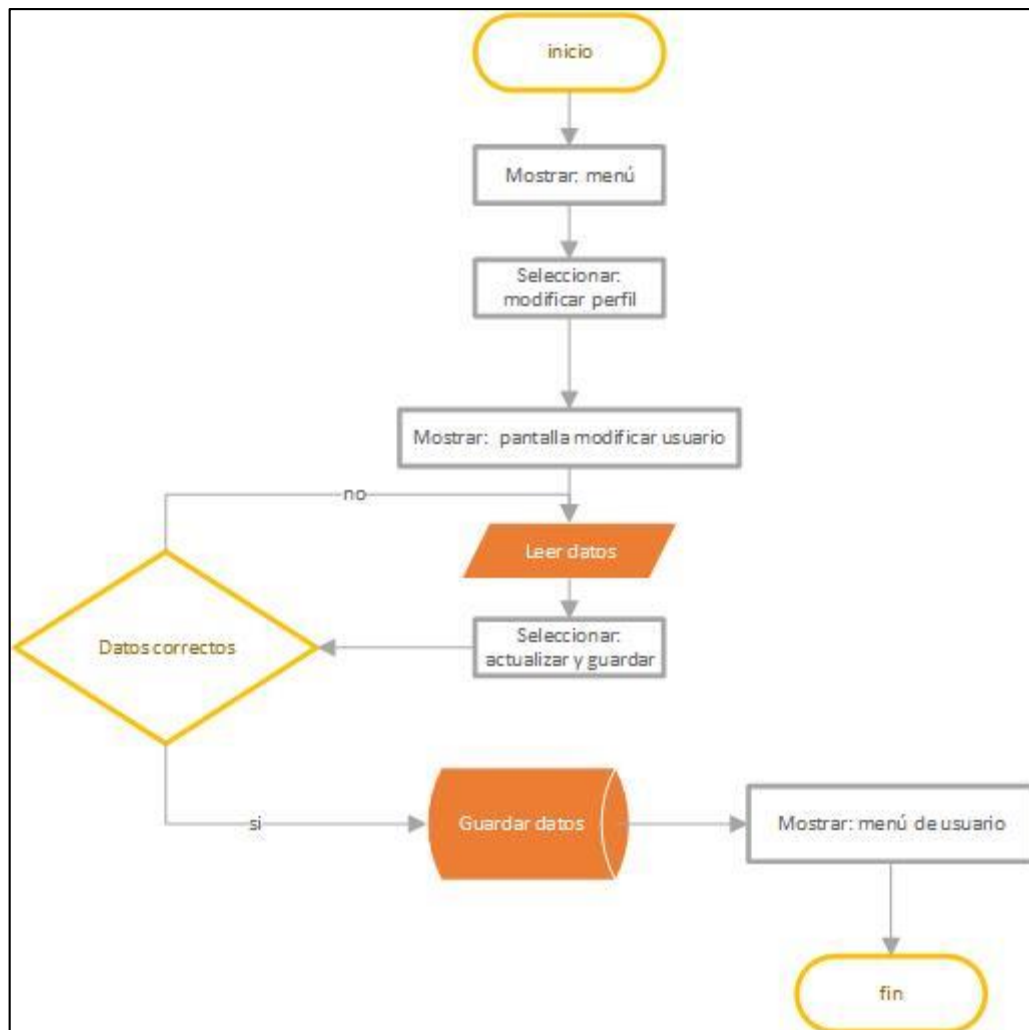 inicio
Mostrar: menú
Seleccionar:
modificar perfil
Mostrar: pantalla modificar usuario
no
Leer datos
Seleccionar:
actualizar y guardar
Datos correctos
si
Guardar datos
Mostrar: menú de usuario
fin